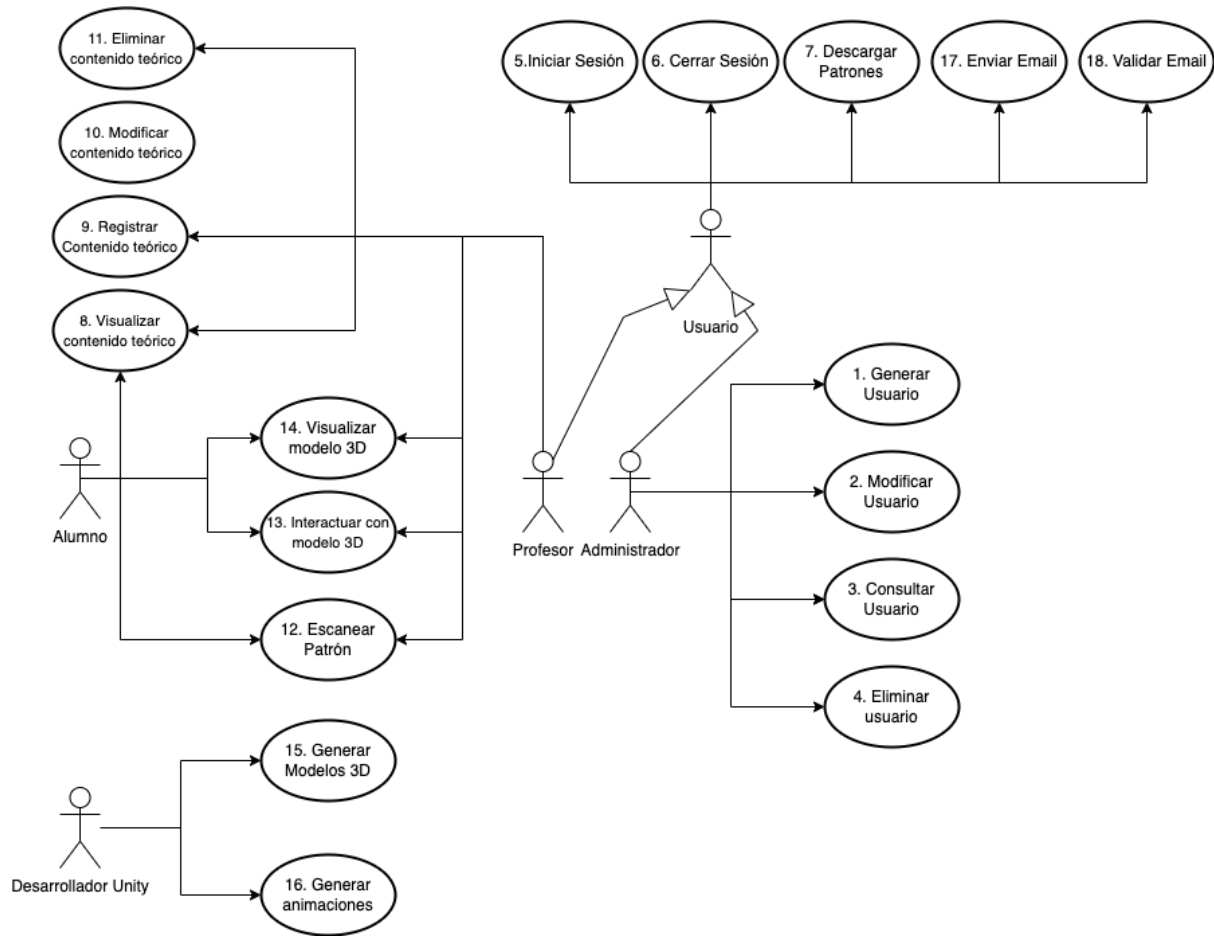 11. Eliminar
contenido teórico
5.Iniciar Sesión
6. Cerrar Sesión
7. Descargar
Patrones
17. Enviar Email
18. Validar Email
10. Modificar
contenido teórico
9. Registrar
Contenido teórico
8. Visualizar
contenido teórico
Usuario
1. Generar
Usuario
14. Visualizar
modelo 3D
Alumno
2. Modificar
Usuario
13. Interactuar con
modelo 3D
Profesor
Administrador
3. Consultar
Usuario
12. Escanear
Patrón
4. Eliminar
usuario
15. Generar
Modelos 3D
Desarrollador Unity
16. Generar
animaciones